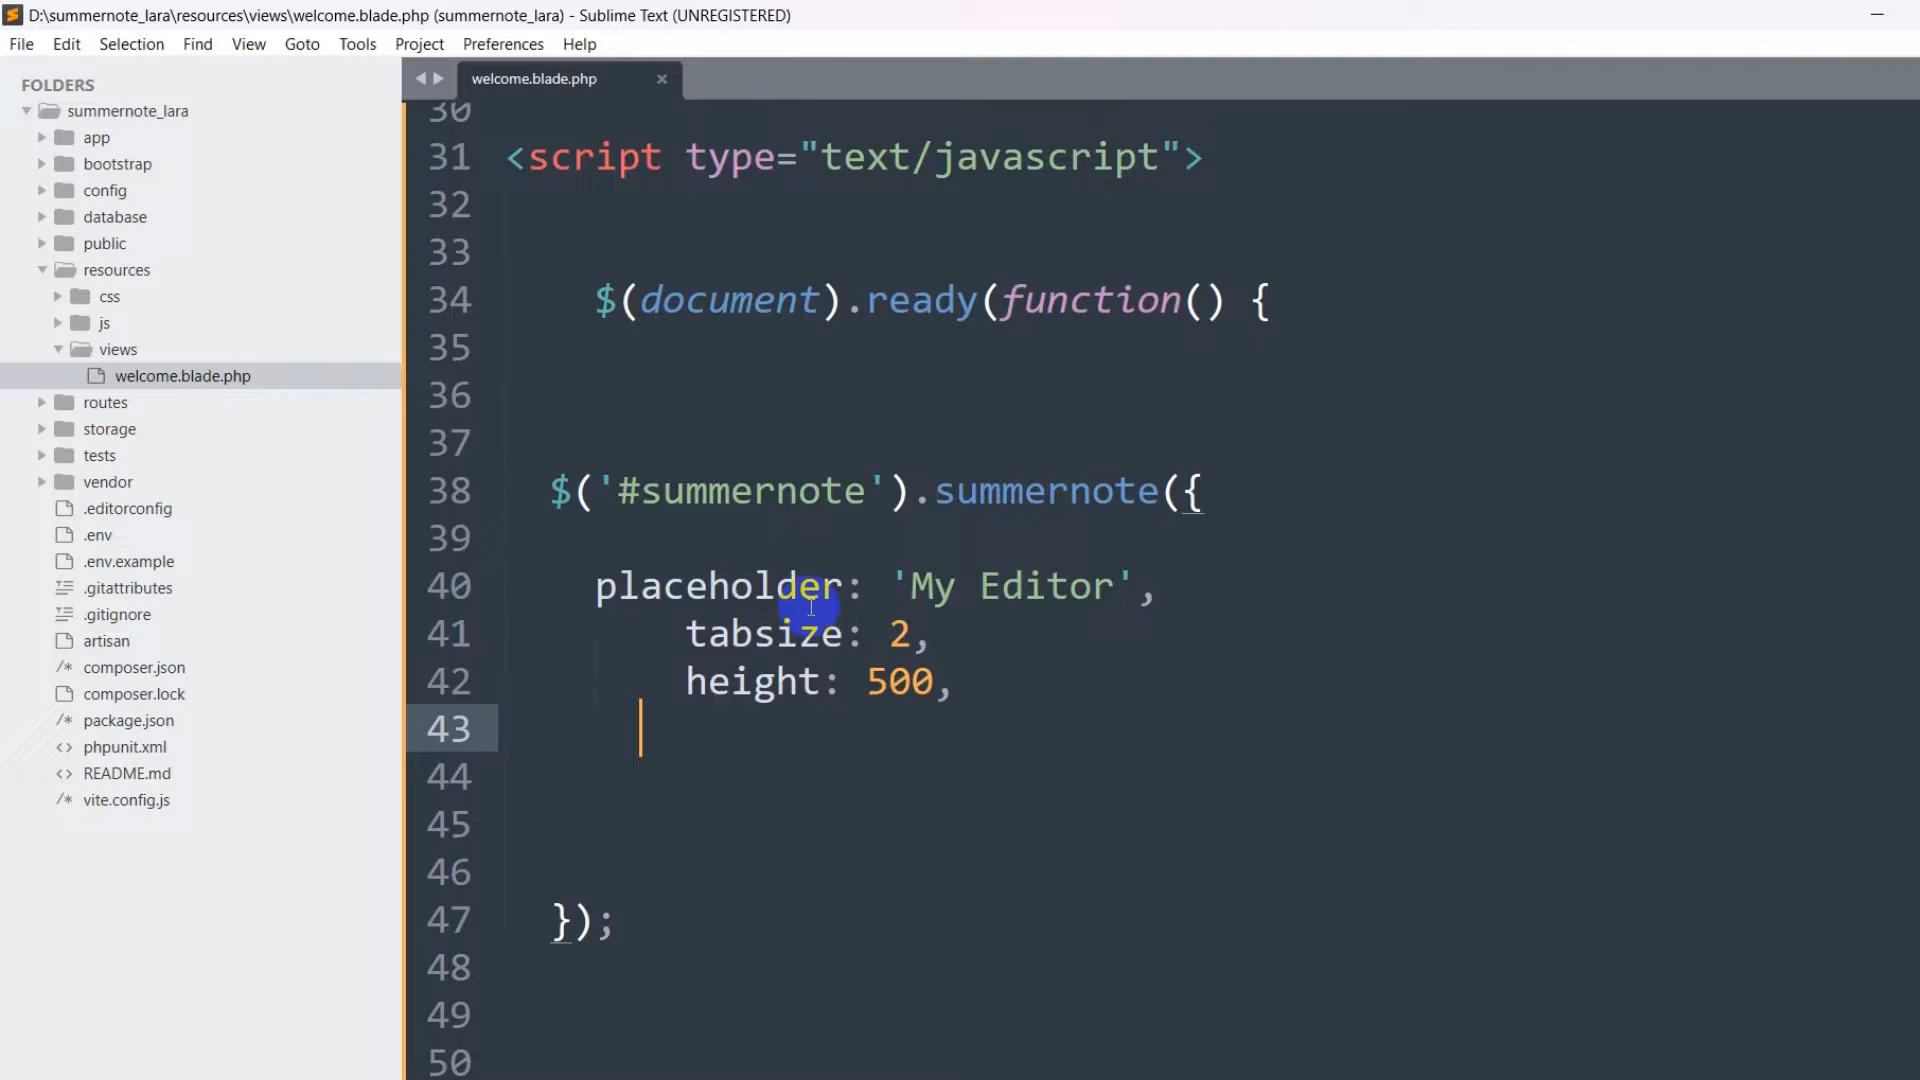 D:\summernote_lara\resources\views\welcome.blade.php (summernote_lara) - Sublime Text (UNREGISTERED)
File Edit Selection Find View Goto Tools Project Preferences Help
FOLDERS
summernote_lara
app
bootstrap
config
database
public
resources
css
js
views
welcome.blade.php
routes
storage
tests
vendor
.editorconfig
.env
.env.example
.gitattributes
.gitignore
artisan
/* composer.json
composer.lock
/* package.json
<> phpunit.xml
<> README.md
/* vite.config.js
welcome.blade.php
30
31 <script type="text/javascript">
32
33
34 $(document).ready(function() {
35
36
37
38 $('#summernote').summernote({
39
40 placeholder: 'My Editor',
41 tabsize: 2,
42 height: 500,
43
44
45
46
47 });
48
49
50